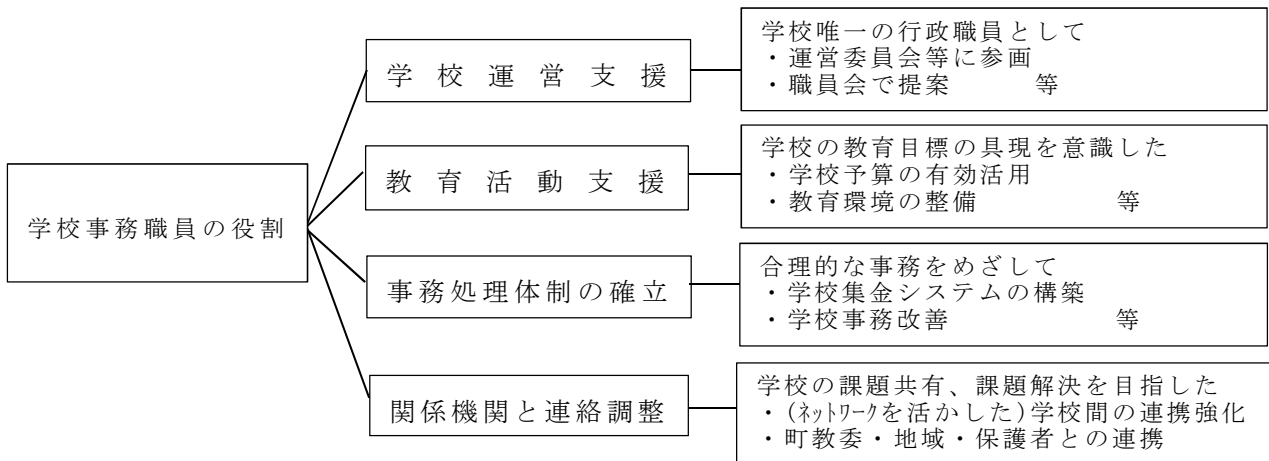 学校事務職員の役割
学校運営支援
学校唯一の行政職員として
・運営委員会等に参画
・職員会で提案　　　等
教育活動支援
学校の教育目標の具現を意識した
・学校予算の有効活用
・教育環境の整備　　　　　等
事務処理体制の確立
合理的な事務をめざして
・学校集金システムの構築
・学校事務改善　　　　　　等
関係機関と連絡調整
学校の課題共有、課題解決を目指した
・(ﾈｯﾄﾜｰｸを活かした)学校間の連携強化
・町教委・地域・保護者との連携